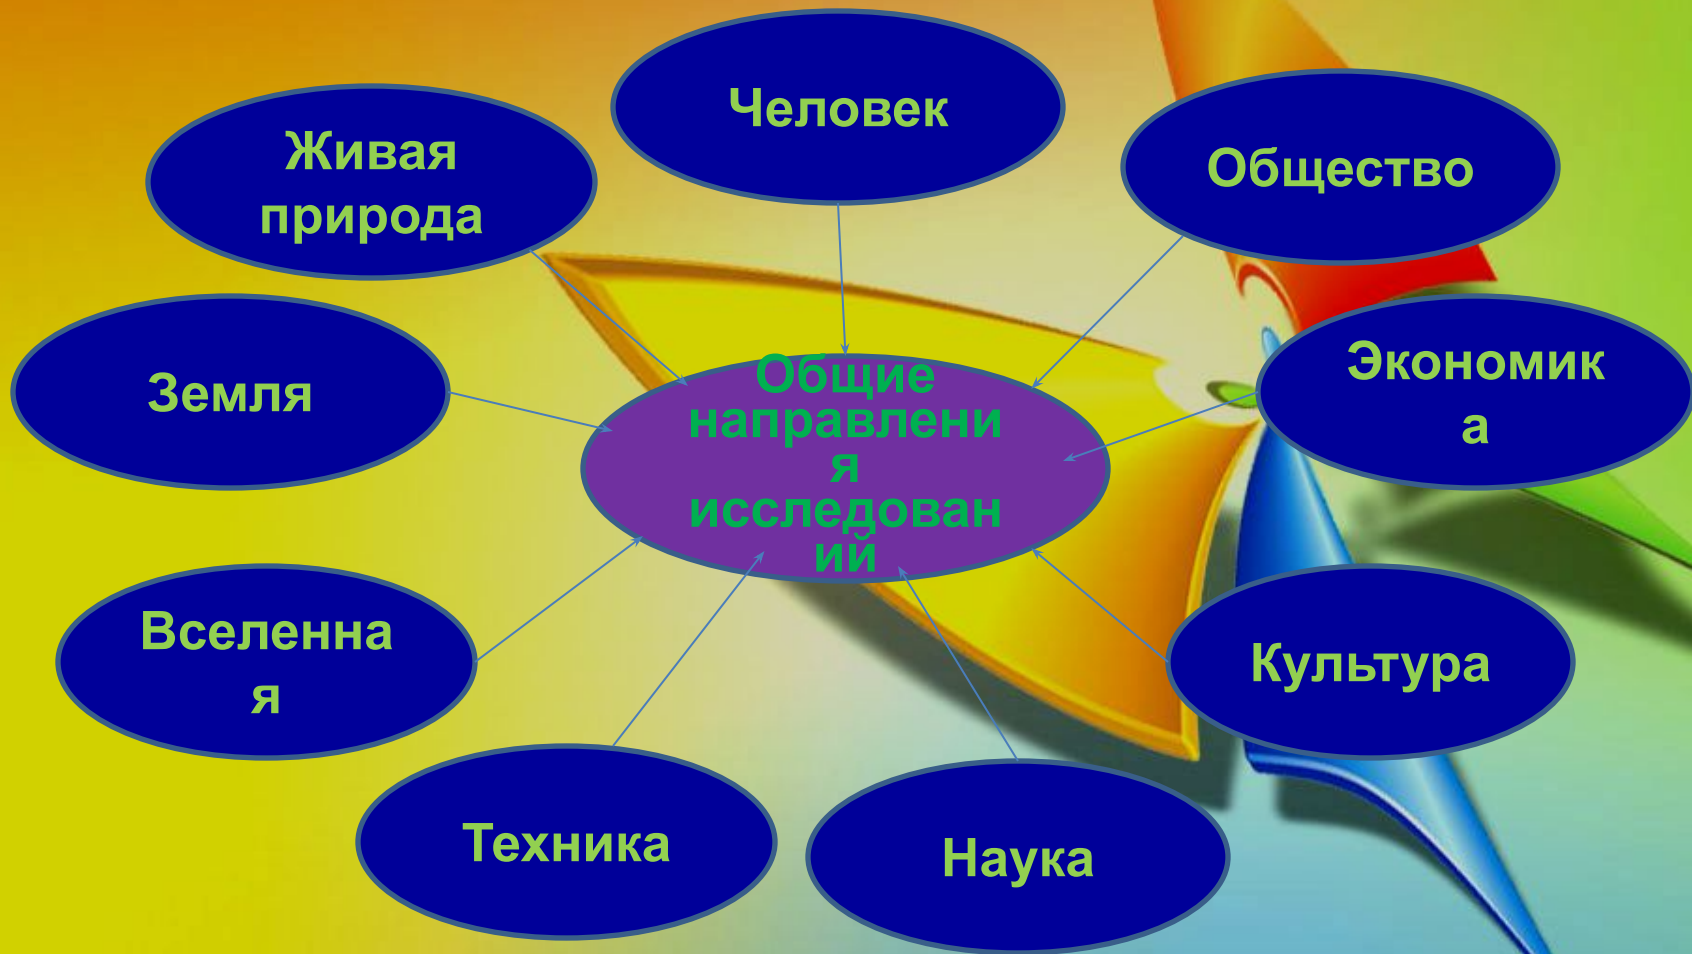 Человек
Живая
природа
Общество
Земля
Экономик
а
Общие
направлени
я
исследован
ий
Вселенна
я
Культура
Техника
Наука